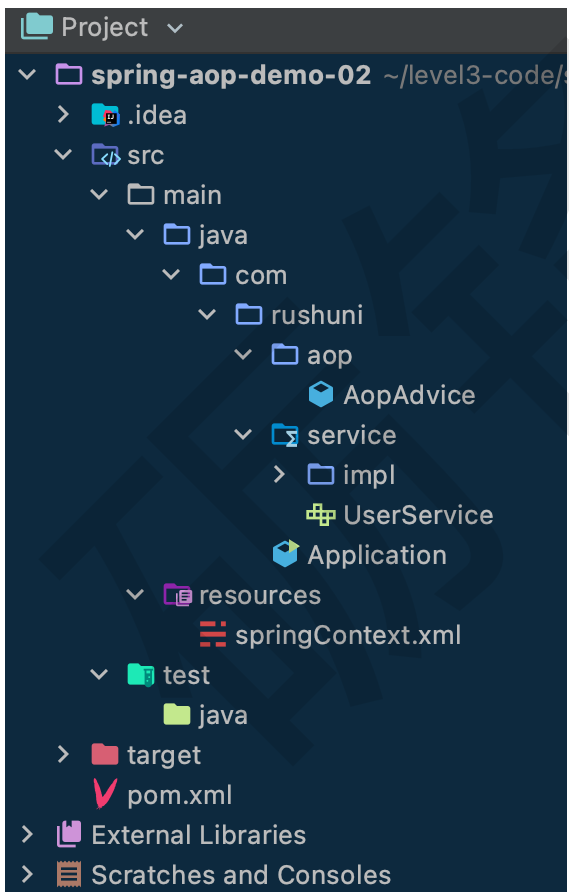 Project
spring-aop-demo-02 ~/level3-code/s
.idea
src
main
java
com
rushuni
aop
AopAdvice
service
impl
UserService
Application
resources
springContext.xml
test
java
target
pom.xml
External Libraries
Scratches and Consoles